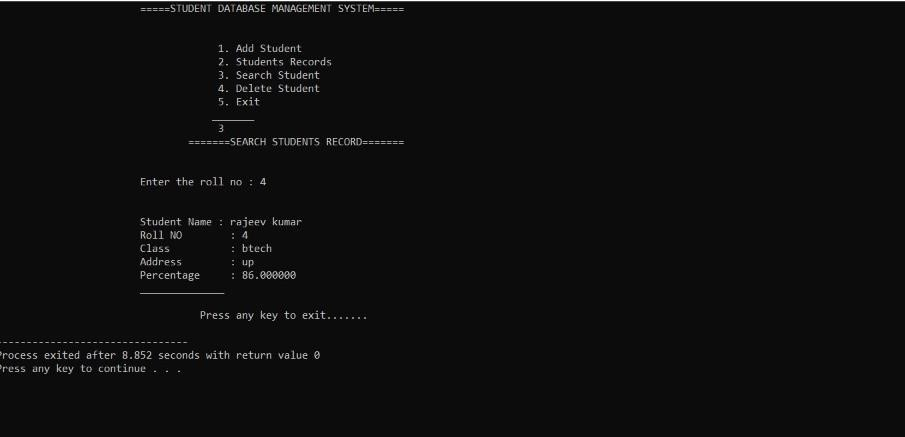 =====STUDENT DATABASE MANAGEMENT SYSTEM=====
1. Add Student
2. Students Records
3. Search Student
4. Delete Student
5. Exit
_______
3
=======SEARCH STUDENTS RECORD=======
Enter the roll no : 4
Student Name : rajeev kumar
Roll NO : 4
Class : btech
Address : up
Percentage : 86.000000
______________
Press any key to exit.......
--------------------------------
Process exited after 8.852 seconds with return value 0
Press any key to continue . . .